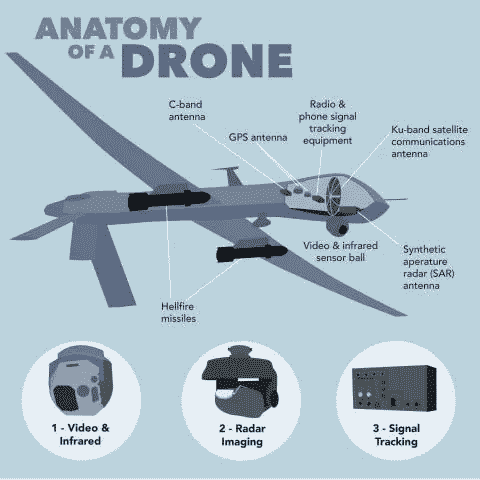 ANATOMY
OF A DRONE
C-band
antenna
GPS antenna
Radio &
phone signal
tracking
equipment
Ku-band satellite
communications
antenna
Video & infrared
sensor ball
Synthetic
aperature
radar (SAR)
antenna
Hellfire
missiles
1 - Video &
Infrared
2 - Radar
Imaging
3 - Signal
Tracking